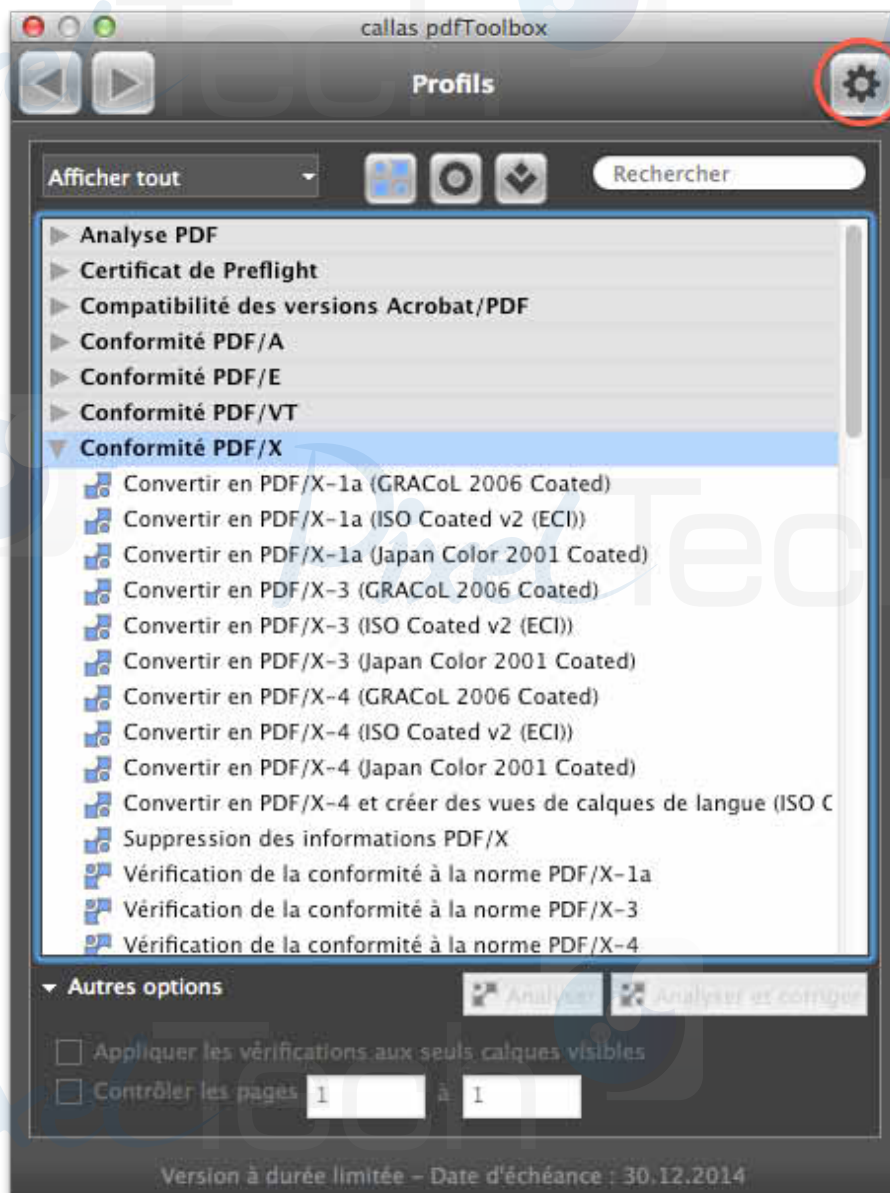 callas pdfToolbox
Profils
Afficher tout
Rechercher
Analyse PDF
Certificat de Preflight
Compatibilité des versions Acrobat/PDF
Conformité PDF/A
Conformité PDF/E
Conformité PDF/VT
Conformité PDF/X
Convertir en PDF/X-1a (GRACoL 2006 Coated)
Convertir en PDF/X-1a (ISO Coated v2 (ECI))
Convertir en PDF/X-1a (Japan Color 2001 Coated)
Convertir en PDF/X-3 (GRACoL 2006 Coated)
Convertir en PDF/X-3 (ISO Coated v2 (ECI))
Convertir en PDF/X-3 (Japan Color 2001 Coated)
Convertir en PDF/X-4 (GRACoL 2006 Coated)
Convertir en PDF/X-4 (ISO Coated v2 (ECI))
Convertir en PDF/X-4 (Japan Color 2001 Coated)
Convertir en PDF/X-4 et créer des vues de calques de langue (ISO C
Suppression des informations PDF/X
Vérification de la conformité à la norme PDF/X-1a
Vérification de la conformité à la norme PDF/X-3
Vérification de la conformité à la norme PDF/X-4
Autres options
Analyser
Analyser et corriger
Appliquer les vérifications aux seuls calques visibles
Contrôler les pages 1 à 1
Version à durée limitée – Date d'échéance : 30.12.2014
PixelTech